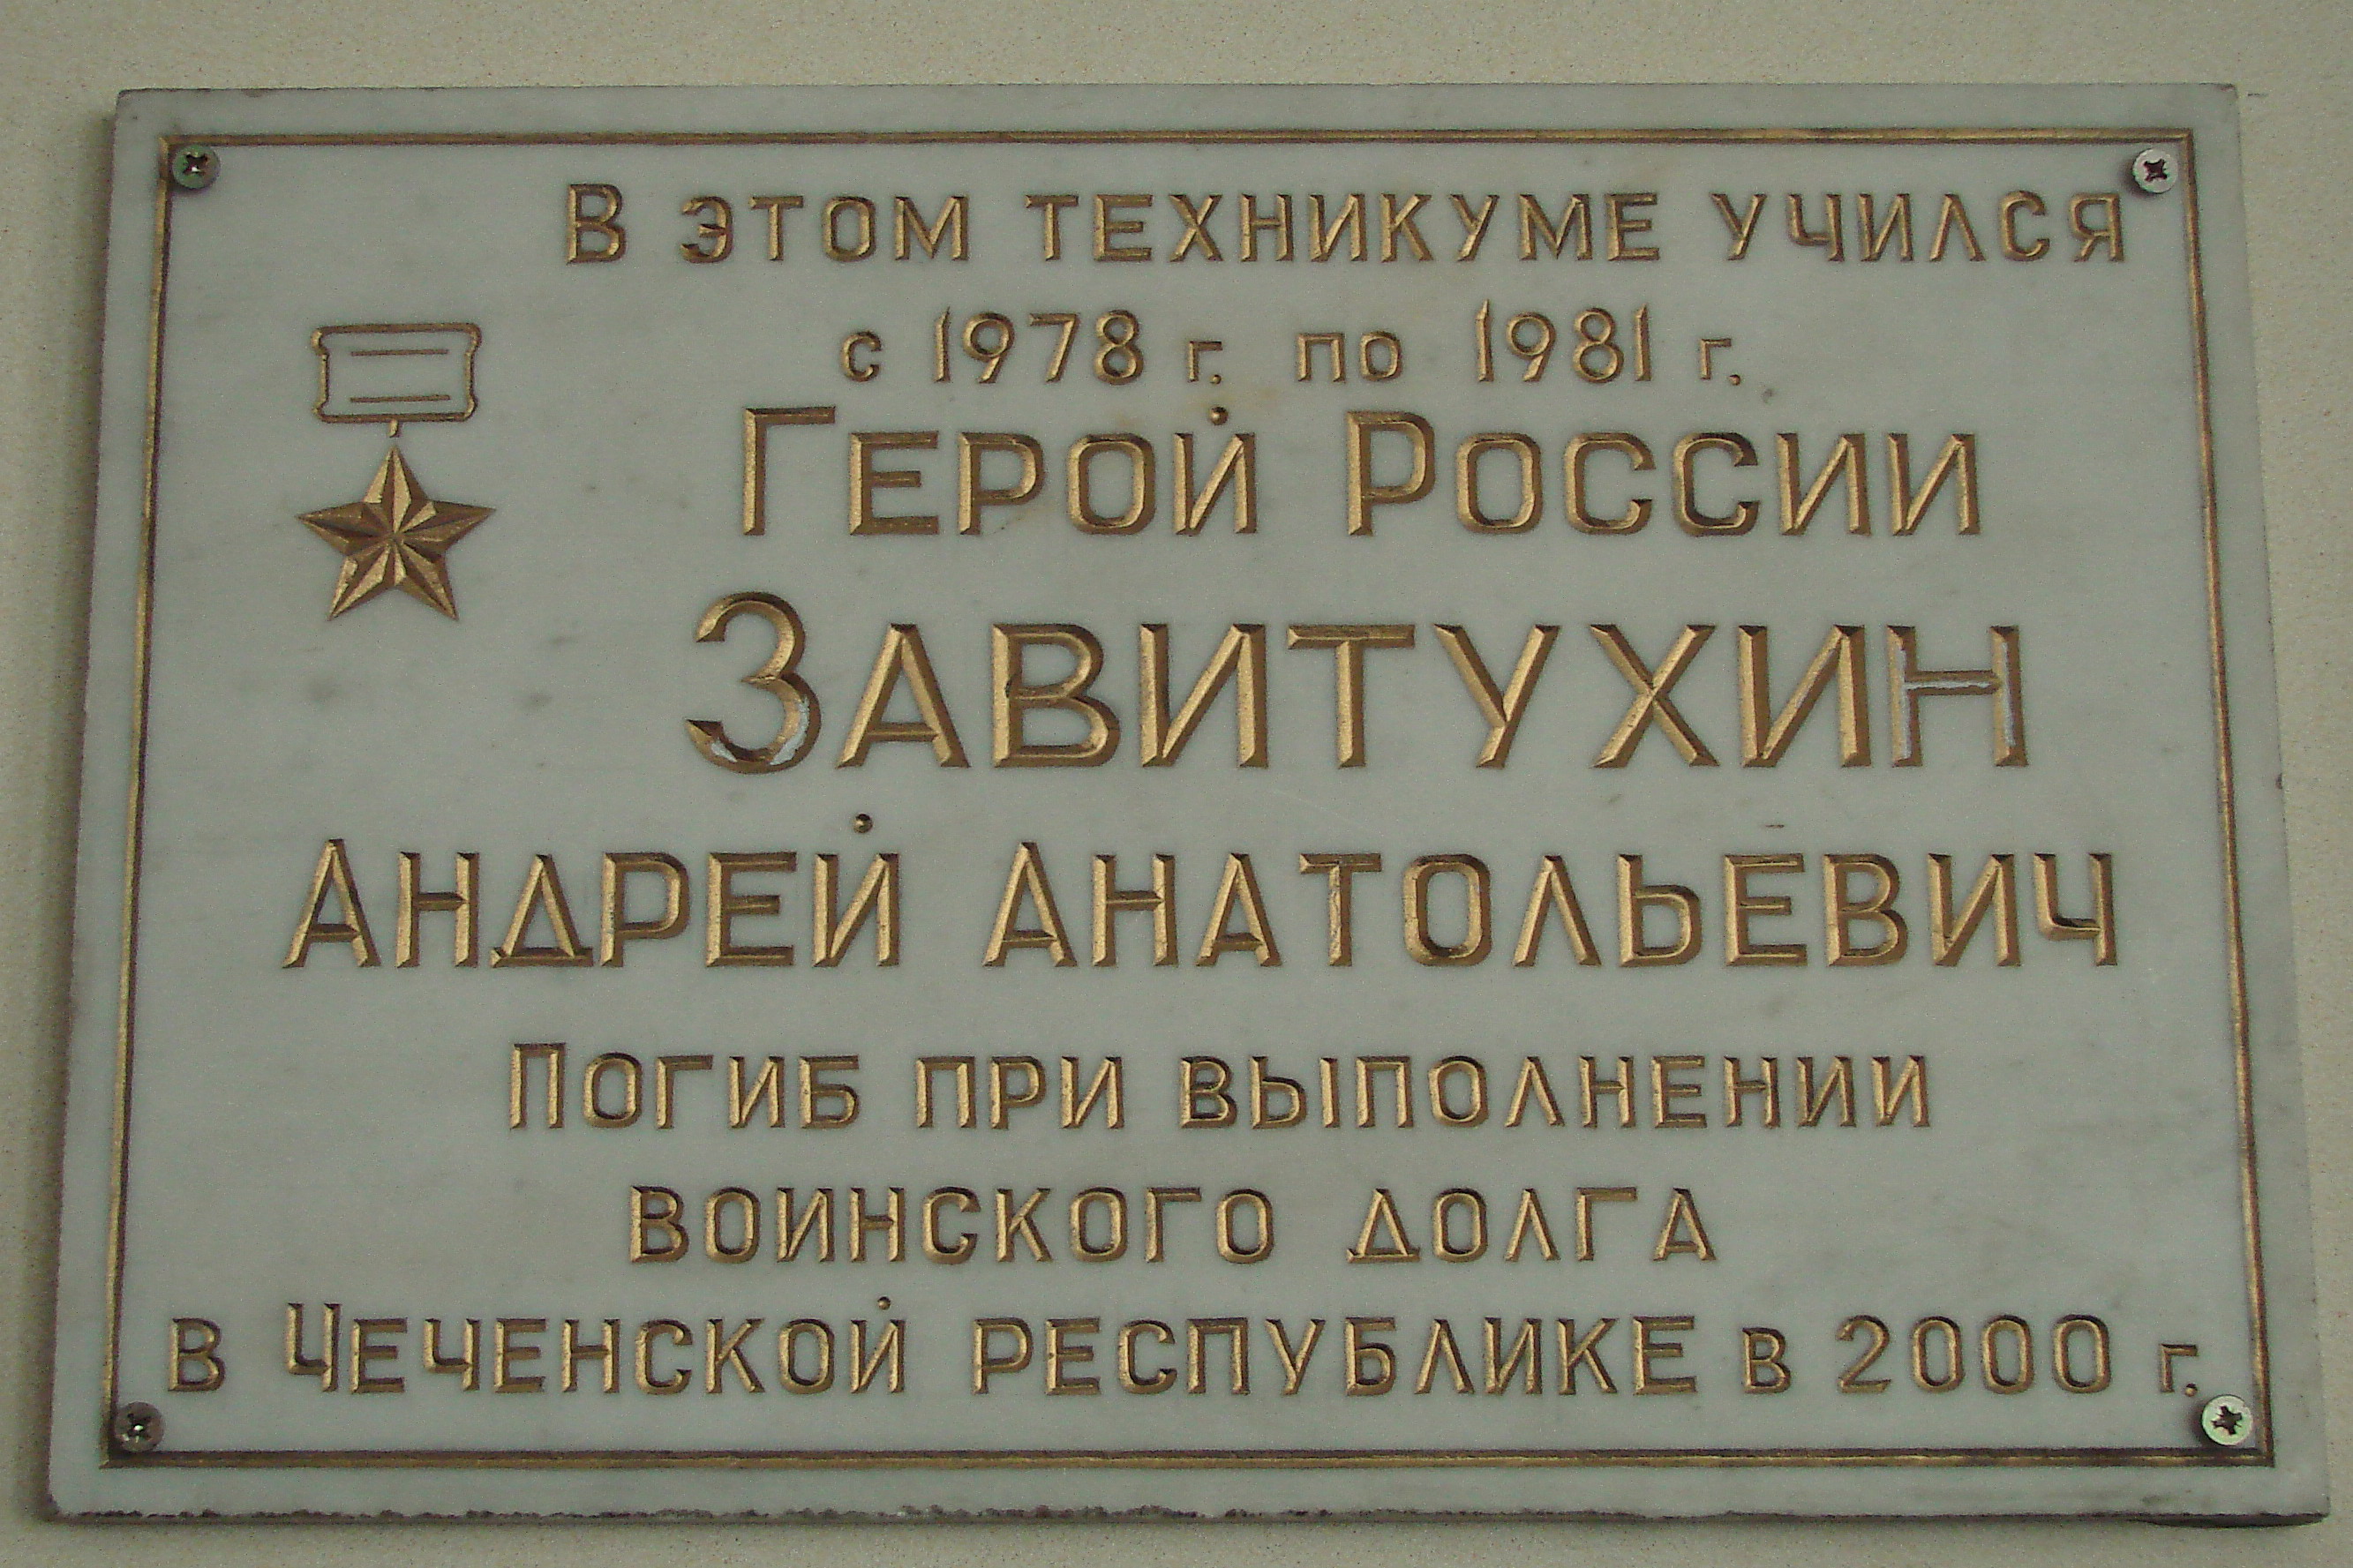 В ЭТОМ ТЕХНИКУМЕ УЧИЛСЯ
с 1978 г. по 1981 г.
ГЕРОЙ РОССИИ
ЗАВИТУХИН
АНДРЕЙ АНАТОЛЬЕВИЧ
ПОГИБ ПРИ ВЫПОЛНЕНИИ
ВОИНСКОГО ДОЛГА
В ЧЕЧЕНСКОЙ РЕСПУБЛИКЕ В 2000 г.